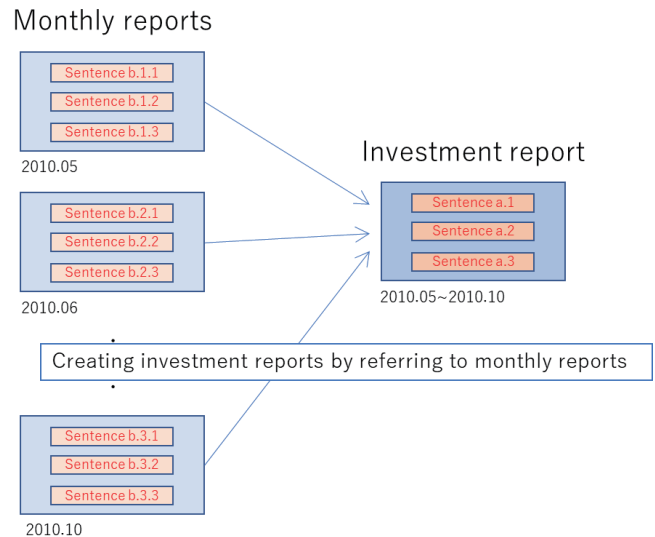 Monthly reports
Sentence b.1.1
Sentence b.1.2
Sentence b.1.3
2010.05
Sentence b.2.1
Sentence b.2.2
Sentence b.2.3
2010.06
Investment report
Sentence a.1
Sentence a.2
Sentence a.3
2010.05~2010.10
Creating investment reports by referring to monthly reports
Sentence b.3.1
Sentence b.3.2
Sentence b.3.3
2010.10